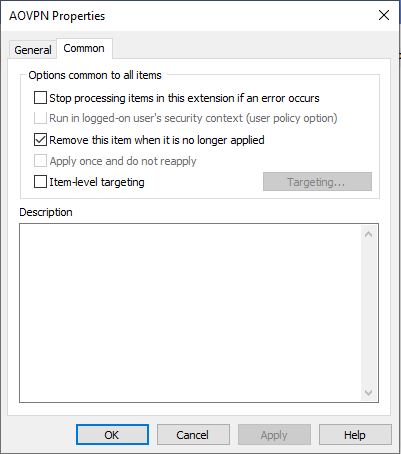 AOVPN Properties
General
Common
Options common to all items
Stop processing items in this extension if an error occurs
Run in logged-on user's security context (user policy option)
Remove this item when it is no longer applied
Apply once and do not reapply
Item-level targeting
Targeting...
Description
OK
Cancel
Apply
Help